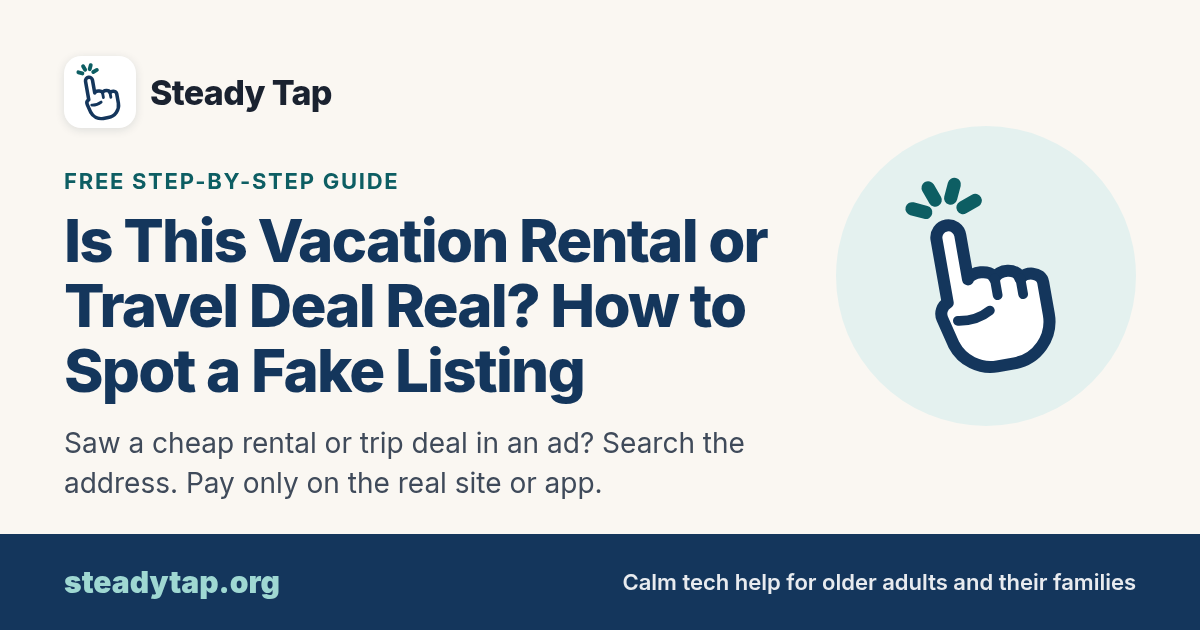 Steady Tap
FREE STEP-BY-STEP GUIDE
Is This Vacation Rental or
Travel Deal Real? How to
Spot a Fake Listing
Saw a cheap rental or trip deal in an ad? Search the
address. Pay only on the real site or app.
steadytap.org
Calm tech help for older adults and their families